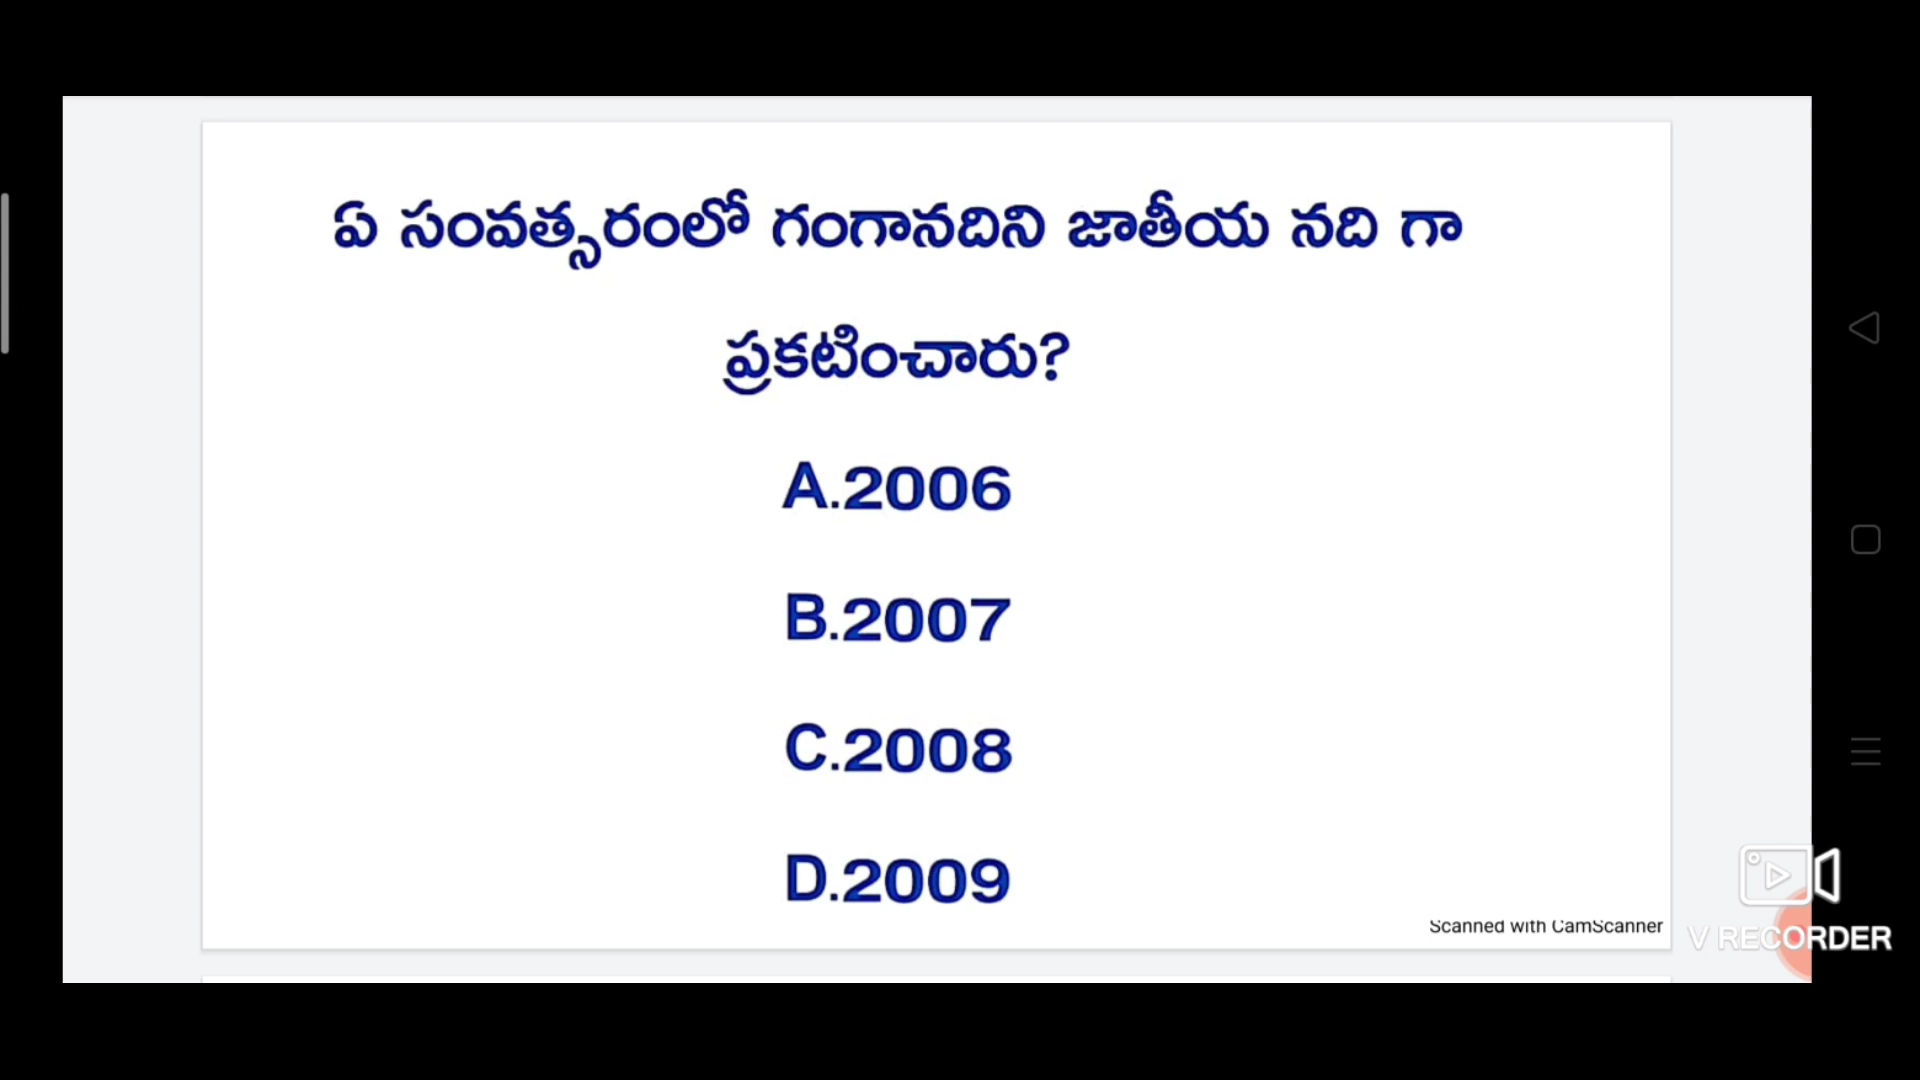 ఏ సంవత్సరంలో గంగానదిని జాతీయ నది గా
ప్రకటించారు?
A.2006
B.2007
C.2008
D.2009
Scanned with CamScanner
V RECORDER